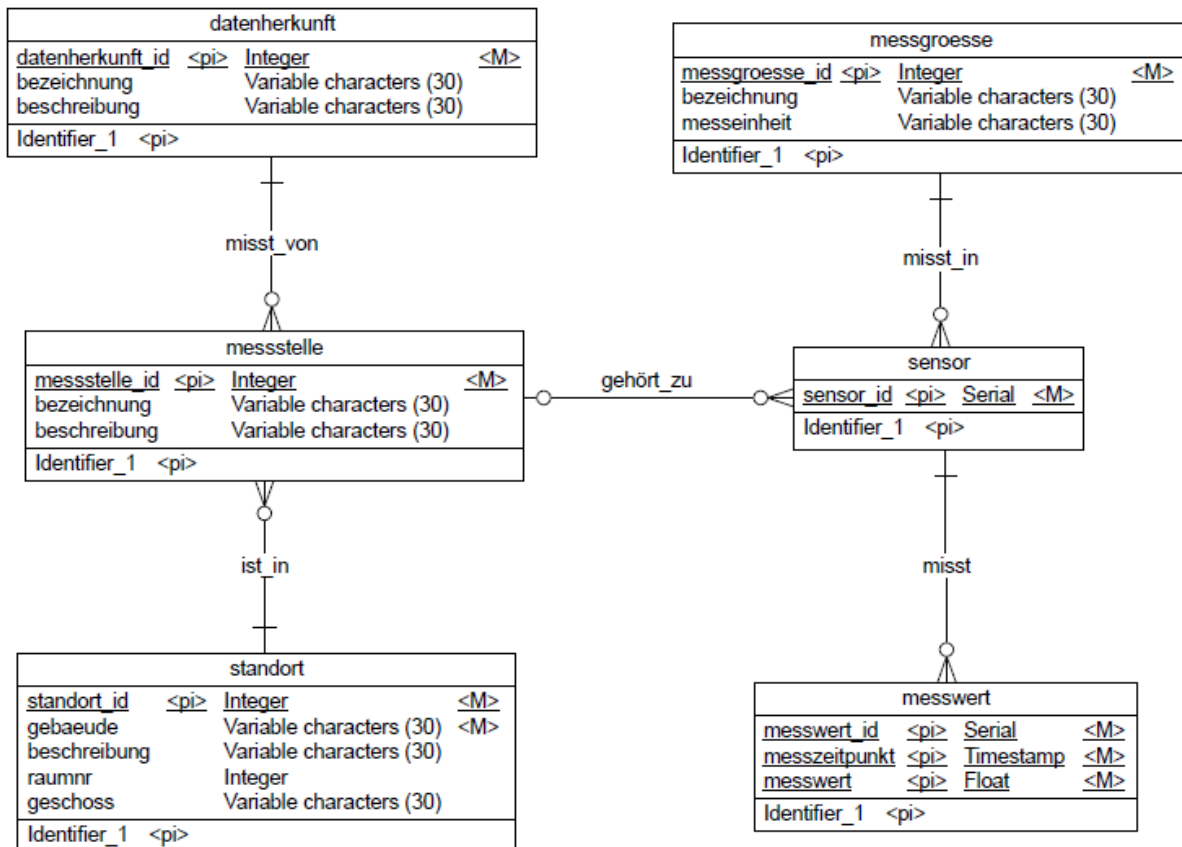 datenherkunft
datenherkunft_id <pi> Integer <M>
bezeichnung Variable characters (30)
beschreibung Variable characters (30)
Identifier_1 <pi>
messgroesse
messgroesse_id <pi> Integer <M>
bezeichnung Variable characters (30)
messeinheit Variable characters (30)
Identifier_1 <pi>
misst_von
misst_in
messstelle
messstelle_id <pi> Integer <M>
bezeichnung Variable characters (30)
beschreibung Variable characters (30)
Identifier_1 <pi>
gehört_zu
sensor
sensor_id <pi> Serial <M>
Identifier_1 <pi>
ist_in
misst
standort
standort_id <pi> Integer <M>
gebaeude Variable characters (30) <M>
beschreibung Variable characters (30)
raumnr Integer
geschoss Variable characters (30)
Identifier_1 <pi>
messwert
messwert_id <pi> Serial <M>
messzeitpunkt <pi> Timestamp <M>
messwert <pi> Float <M>
Identifier_1 <pi>